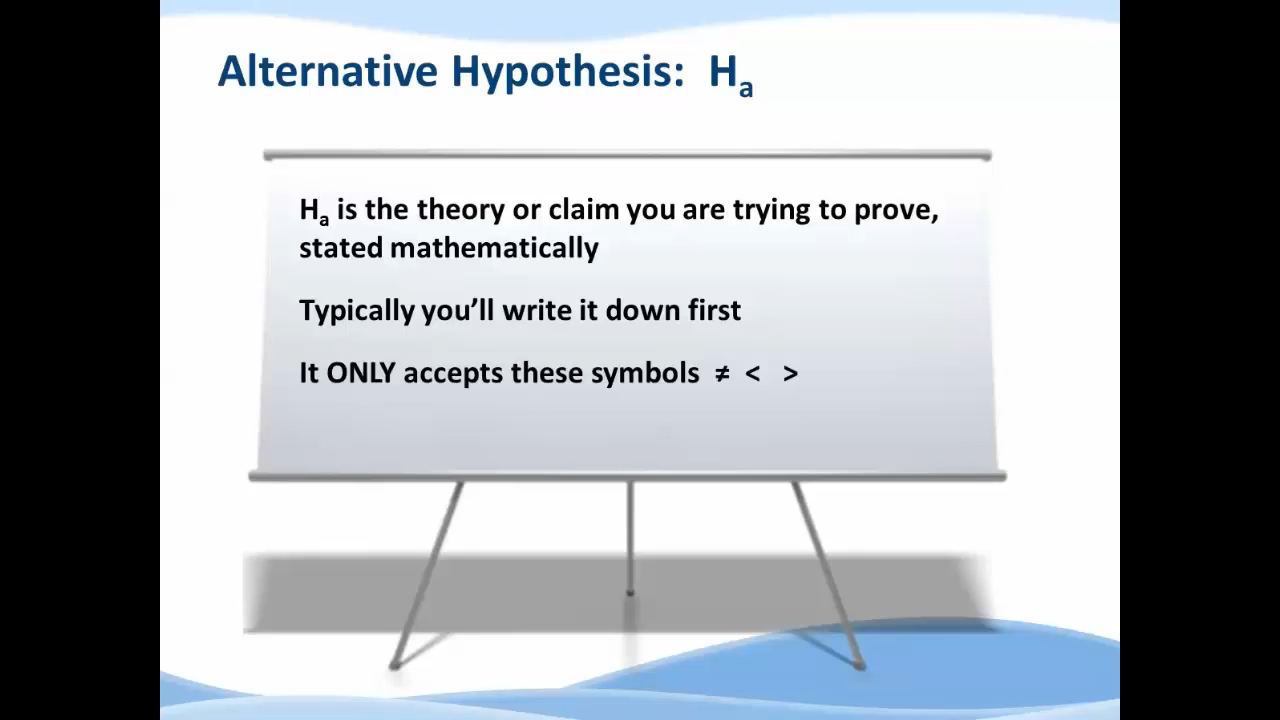 Alternative Hypothesis: Ha
Ha is the theory or claim you are trying to prove,
stated mathematically
Typically you’ll write it down first
It ONLY accepts these symbols ≠ < >